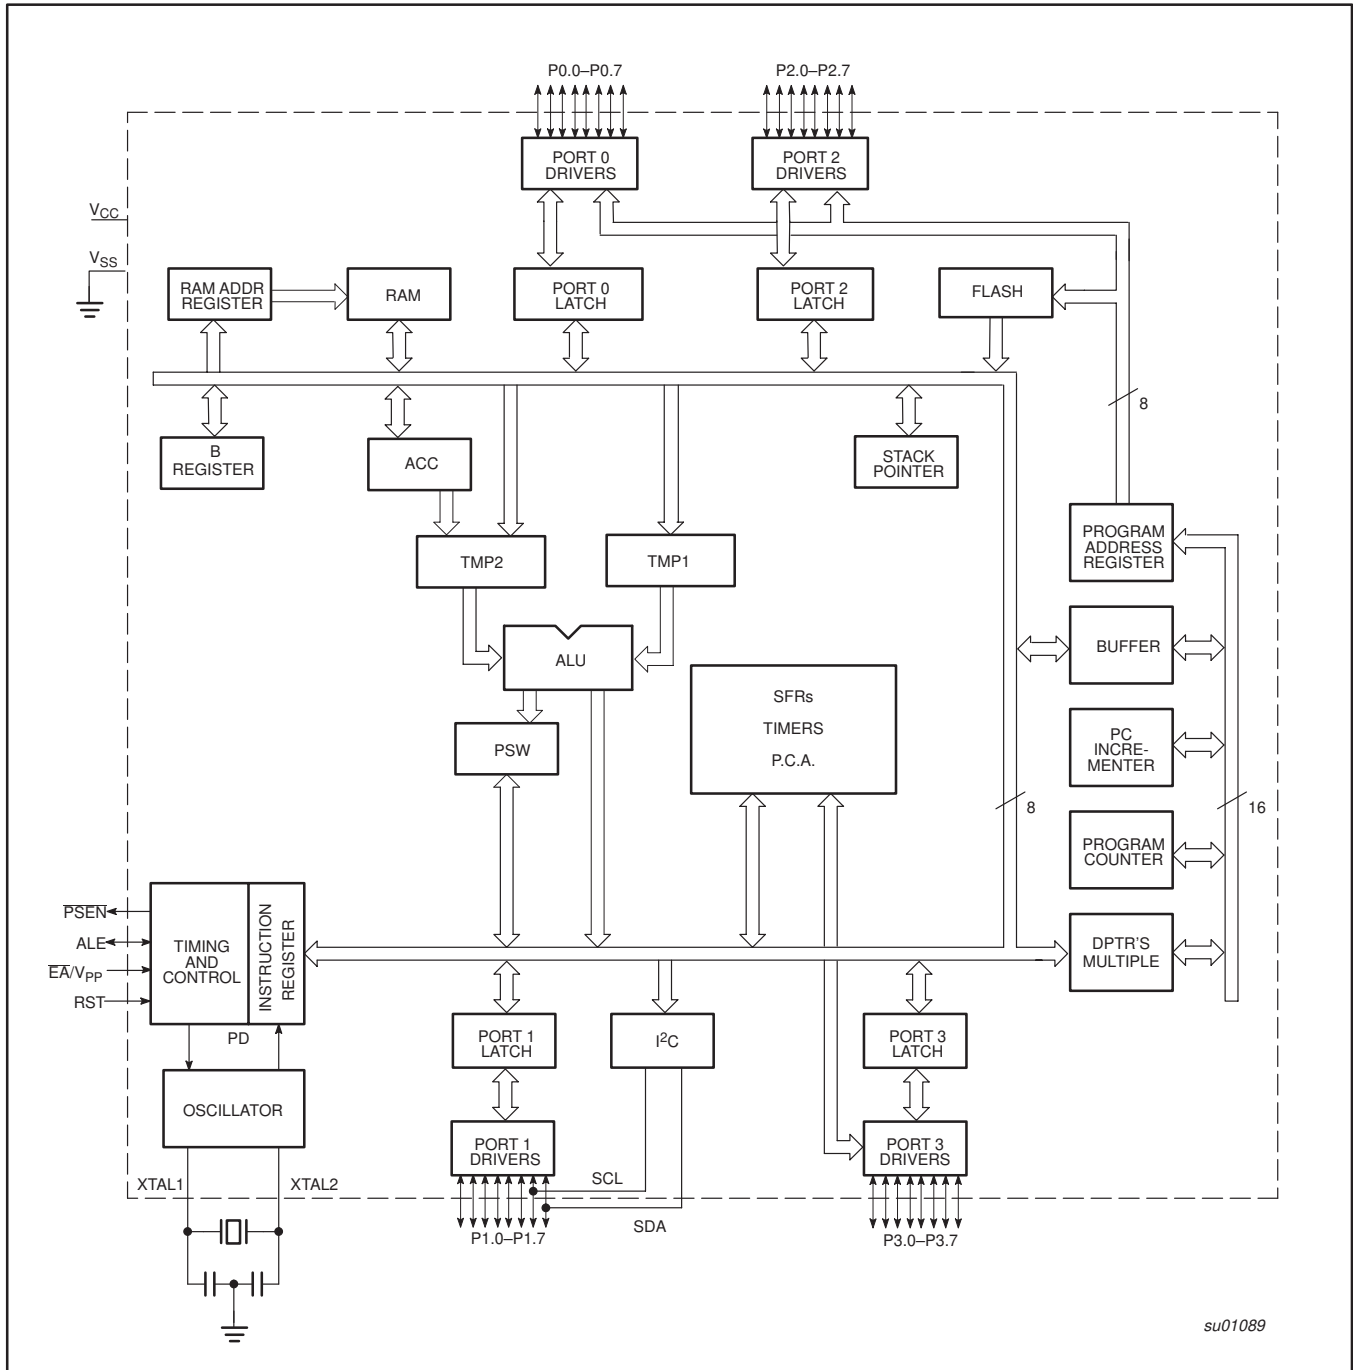 P0.0–P0.7
P2.0–P2.7
PORT 0
DRIVERS
PORT 2
DRIVERS
VCC
VSS
RAM ADDR
REGISTER
RAM
PORT 0
LATCH
PORT 2
LATCH
FLASH
8
B
REGISTER
ACC
STACK
POINTER
TMP2
TMP1
PROGRAM
ADDRESS
REGISTER
ALU
BUFFER
SFRs
TIMERS
P.C.A.
PSW
PC
INCRE-
MENTER
8
16
PROGRAM
COUNTER
PSEN
ALE
EA/VPP
RST
TIMING
AND
CONTROL
INSTRUCTION
REGISTER
DPTR'S
MULTIPLE
PD
PORT 1
LATCH
I²C
PORT 3
LATCH
OSCILLATOR
PORT 1
DRIVERS
PORT 3
DRIVERS
XTAL1
XTAL2
SCL
SDA
P1.0–P1.7
P3.0–P3.7
su01089